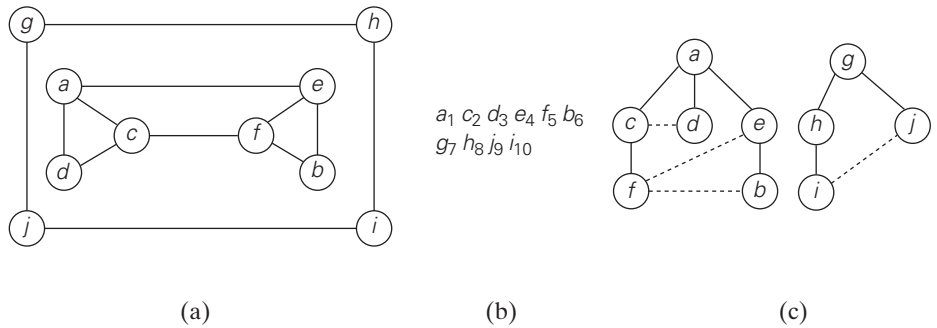 g h
a e
c f
d b
j i
a₁ c₂ d₃ e₄ f₅ b₆
g₇ h₈ j₉ i₁₀
a g
c d e h j
f b i
(a) (b) (c)